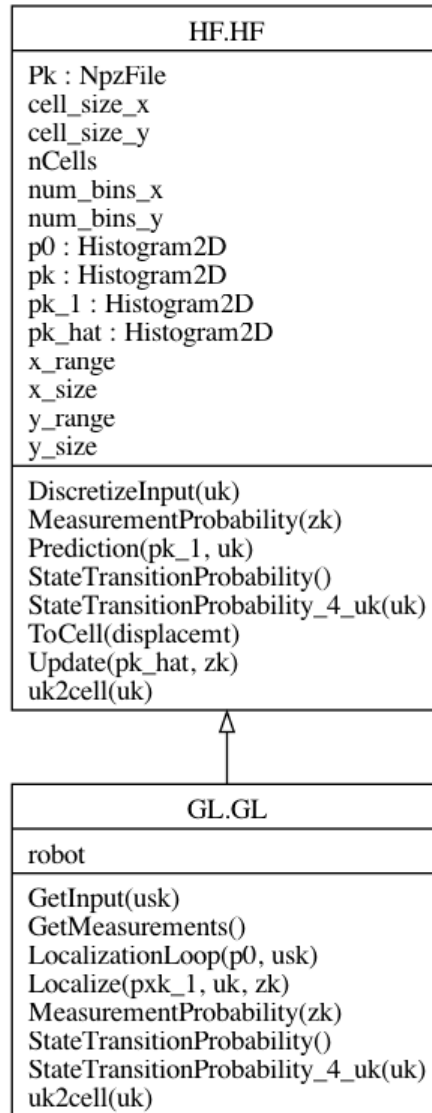 HF.HF
Pk : NpzFile
cell_size_x
cell_size_y
nCells
num_bins_x
num_bins_y
p0 : Histogram2D
pk : Histogram2D
pk_1 : Histogram2D
pk_hat : Histogram2D
x_range
x_size
y_range
y_size
DiscretizeInput(uk)
MeasurementProbability(zk)
Prediction(pk_1, uk)
StateTransitionProbability()
StateTransitionProbability_4_uk(uk)
ToCell(displacemt)
Update(pk_hat, zk)
uk2cell(uk)
GL.GL
robot
GetInput(usk)
GetMeasurements()
LocalizationLoop(p0, usk)
Localize(pxk_1, uk, zk)
MeasurementProbability(zk)
StateTransitionProbability()
StateTransitionProbability_4_uk(uk)
uk2cell(uk)